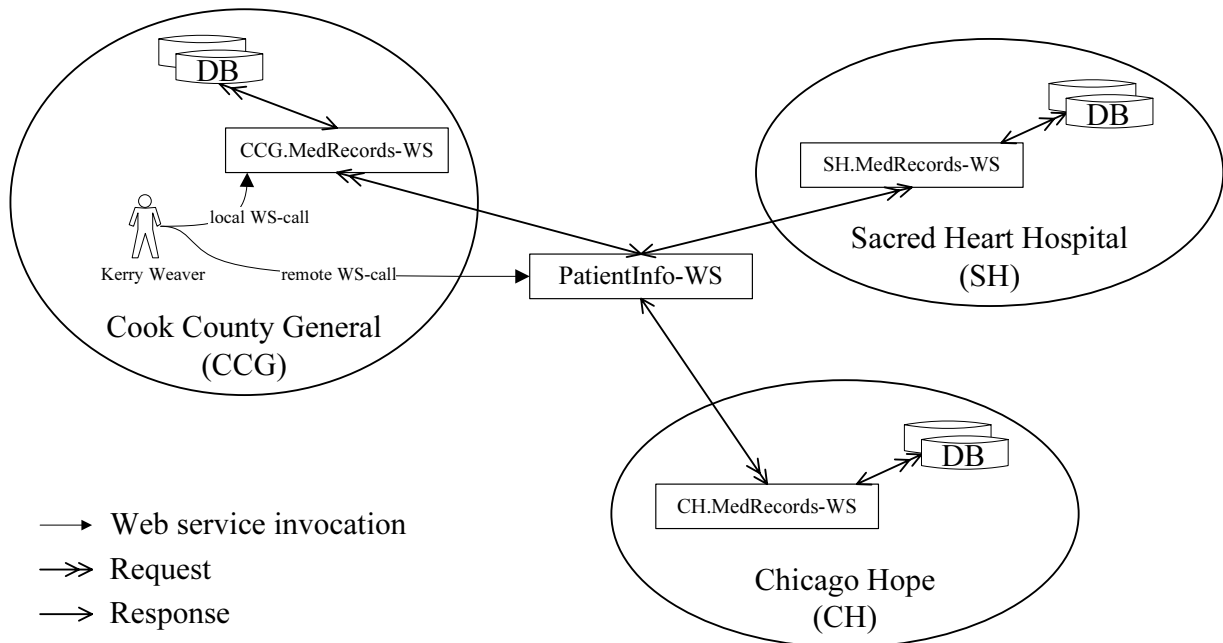 DB
CCG.MedRecords-WS
local WS-call
Kerry Weaver
remote WS-call
Cook County General
(CCG)
PatientInfo-WS
DB
SH.MedRecords-WS
Sacred Heart Hospital
(SH)
DB
CH.MedRecords-WS
Chicago Hope
(CH)
Web service invocation
Request
Response